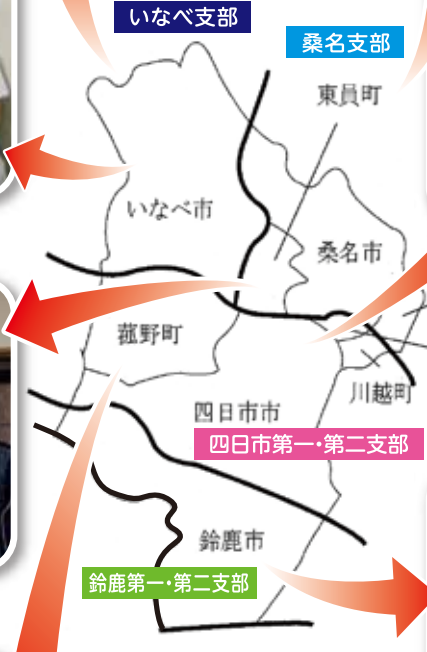 いなべ支部
桑名支部
東員町
いなべ市
桑名市
菰野町
川越町
四日市市
四日市第一・第二支部
鈴鹿市
鈴鹿第一・第二支部